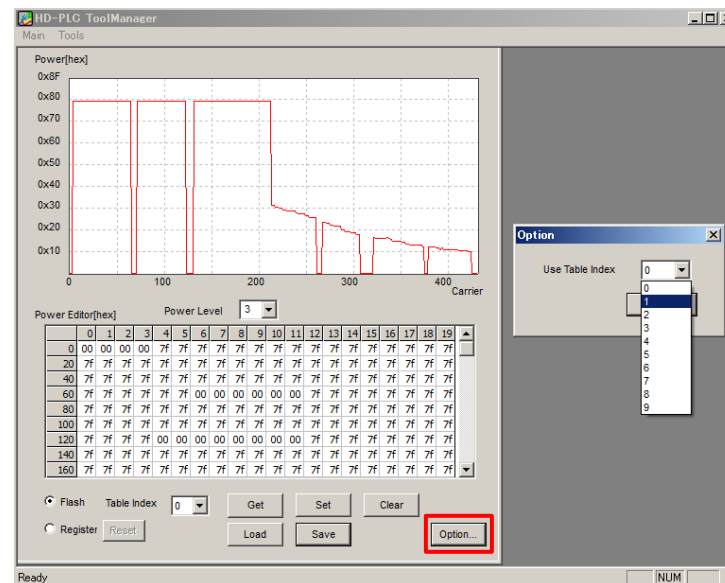 HD-PLC ToolManager
Main Tools
Power[hex]
0x8F
0x80
0x70
0x60
0x50
0x40
0x30
0x20
0x10
0 100 200 300 400
Carrier
Power Editor[hex] Power Level 3
0 1 2 3 4 5 6 7 8 9 10 11 12 13 14 15 16 17 18 19
0 00 00 00 00 7f 7f 7f 7f 7f 7f 7f 7f 7f 7f 7f 7f 7f 7f 7f 7f
20 7f 7f 7f 7f 7f 7f 7f 7f 7f 7f 7f 7f 7f 7f 7f 7f 7f 7f 7f 7f
40 7f 7f 7f 7f 7f 7f 7f 7f 7f 7f 7f 7f 7f 7f 7f 7f 7f 7f 7f 7f
60 7f 7f 7f 7f 7f 7f 00 00 00 00 00 00 7f 7f 7f 7f 7f 7f 7f 7f
80 7f 7f 7f 7f 7f 7f 7f 7f 7f 7f 7f 7f 7f 7f 7f 7f 7f 7f 7f 7f
100 7f 7f 7f 7f 7f 7f 7f 7f 7f 7f 7f 7f 7f 7f 7f 7f 7f 7f 7f 7f
120 7f 7f 7f 7f 00 00 00 00 00 00 00 00 7f 7f 7f 7f 7f 7f 7f 7f
140 7f 7f 7f 7f 7f 7f 7f 7f 7f 7f 7f 7f 7f 7f 7f 7f 7f 7f 7f 7f
160 7f 7f 7f 7f 7f 7f 7f 7f 7f 7f 7f 7f 7f 7f 7f 7f 7f 7f 7f 7f
Flash Table Index 0 Get Set Clear
Register Reset Load Save Option...
Option
Use Table Index 0
0
1
2
3
4
5
6
7
8
9
Ready NUM